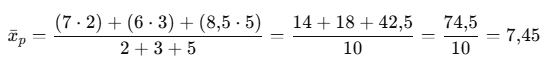 x̄ₚ = ((7 · 2) + (6 · 3) + (8,5 · 5)) / (2 + 3 + 5) = (14 + 18 + 42,5) / 10 = 74,5 / 10 = 7,45